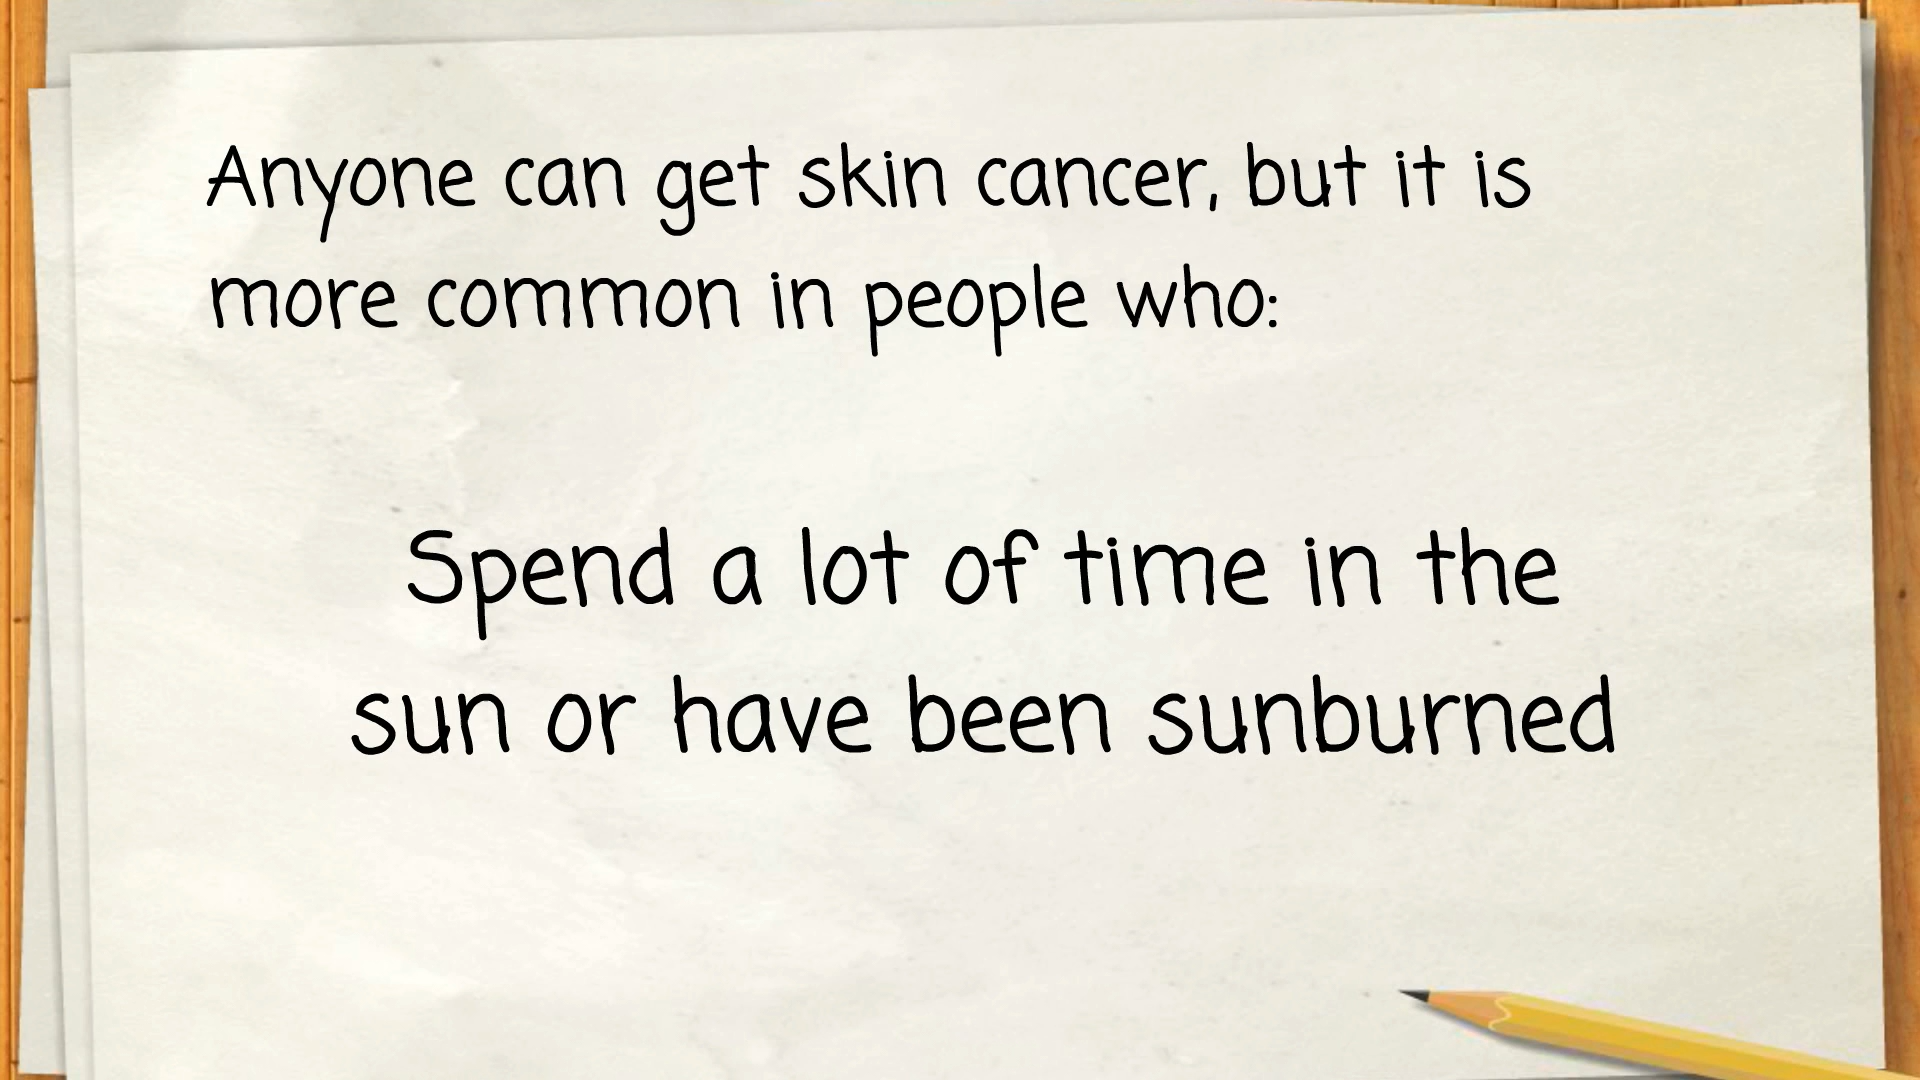 Anyone can get skin cancer, but it is
more common in people who:
Spend a lot of time in the
sun or have been sunburned